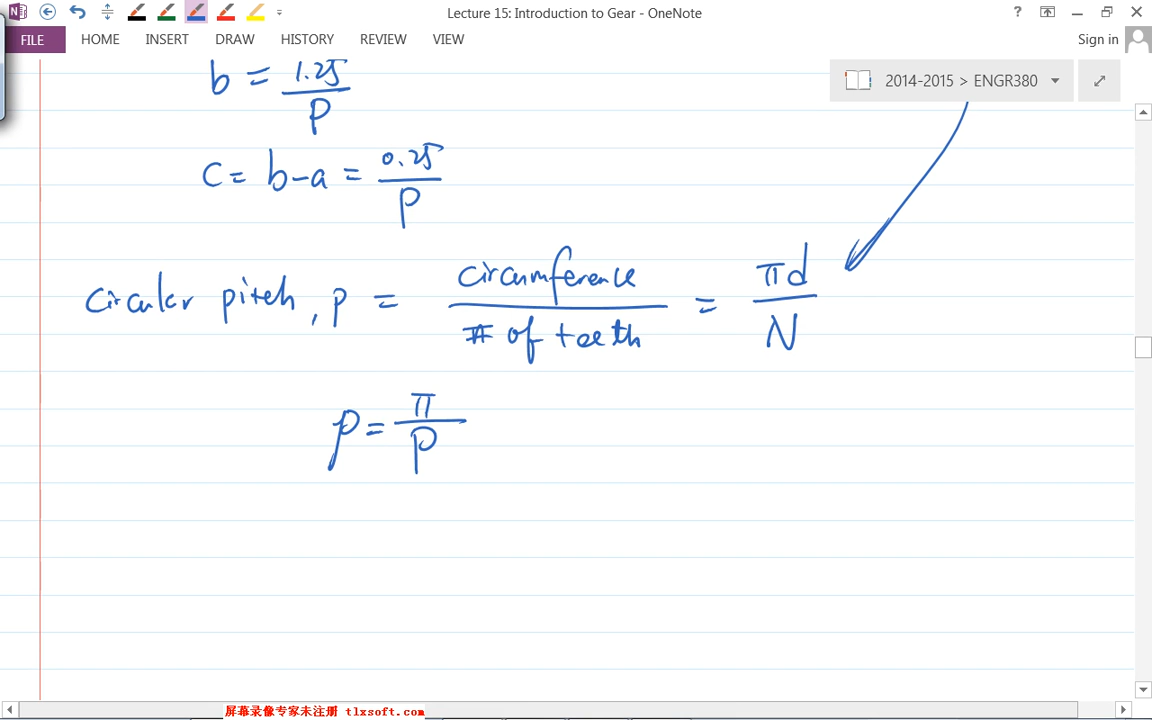 Lecture 15: Introduction to Gear - OneNote
?
FILE HOME INSERT DRAW HISTORY REVIEW VIEW
Sign in
2014-2015 > ENGR380
b = 1.25 / P
c = b - a = 0.25 / P
circular pitch, p = circumference / # of teeth = πd / N
p = π / P
屏幕录像专家未注册 tlxsoft.com